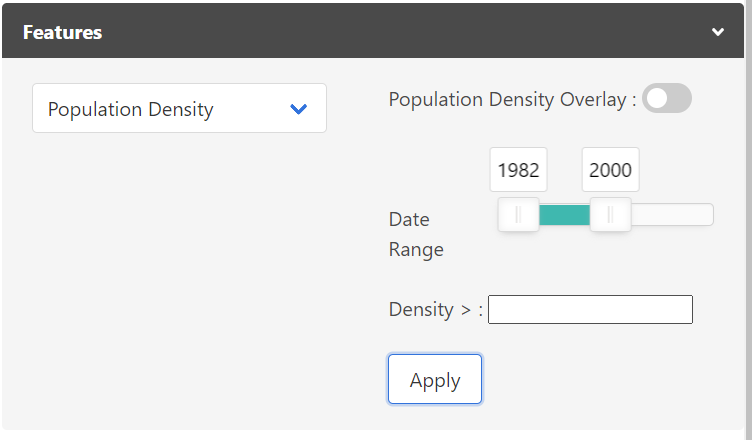 Features
Population Density
Population Density Overlay :
1982
2000
Date
Range
Density > :
Apply